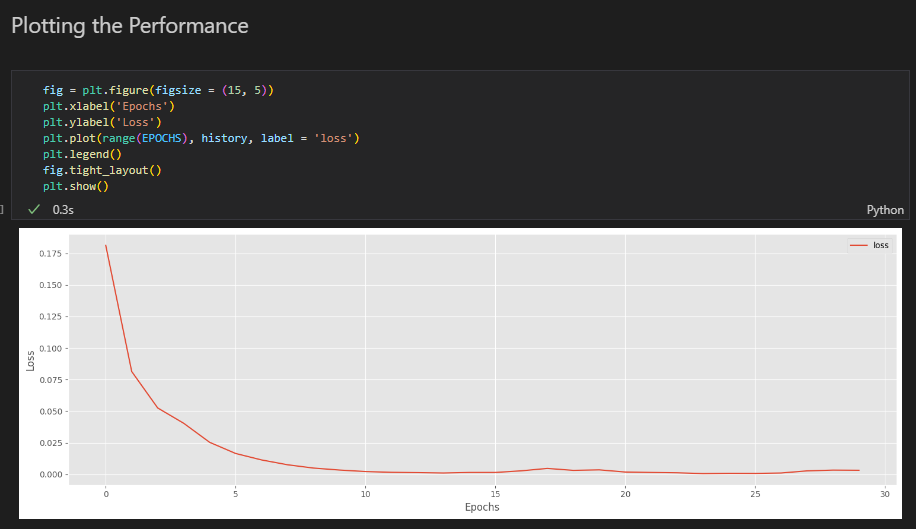 Plotting the Performance
fig = plt.figure(figsize = (15, 5))
plt.xlabel('Epochs')
plt.ylabel('Loss')
plt.plot(range(EPOCHS), history, label = 'loss')
plt.legend()
fig.tight_layout()
plt.show()
] ✓ 0.3s Python
loss
0.175
0.150
0.125
0.100
0.075
0.050
0.025
0.000
Loss
0 5 10 15 20 25 30
Epochs